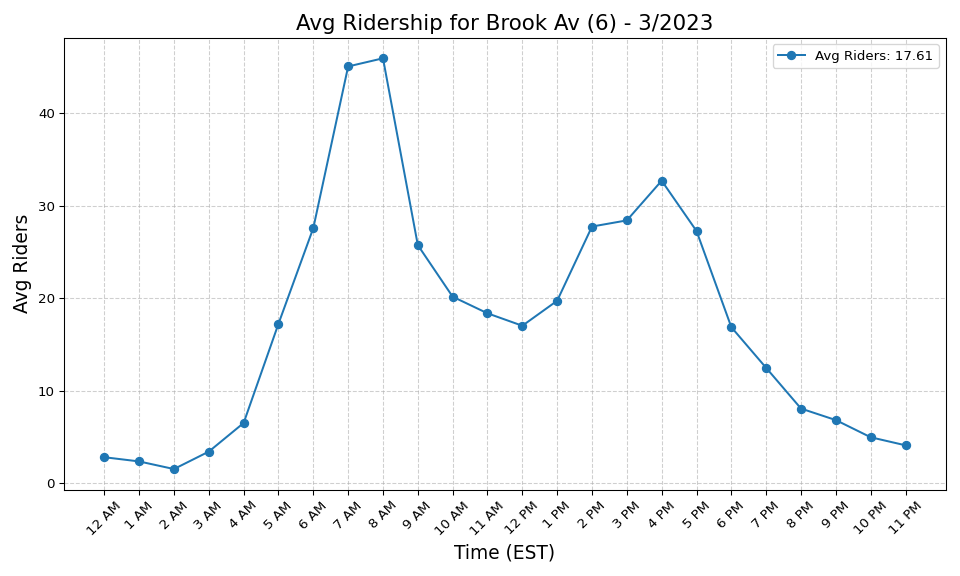 Avg Ridership for Brook Av (6) - 3/2023
Avg Riders: 17.61
Avg Riders
40
30
20
10
0
12 AM 1 AM 2 AM 3 AM 4 AM 5 AM 6 AM 7 AM 8 AM 9 AM 10 AM 11 AM 12 PM 1 PM 2 PM 3 PM 4 PM 5 PM 6 PM 7 PM 8 PM 9 PM 10 PM 11 PM
Time (EST)